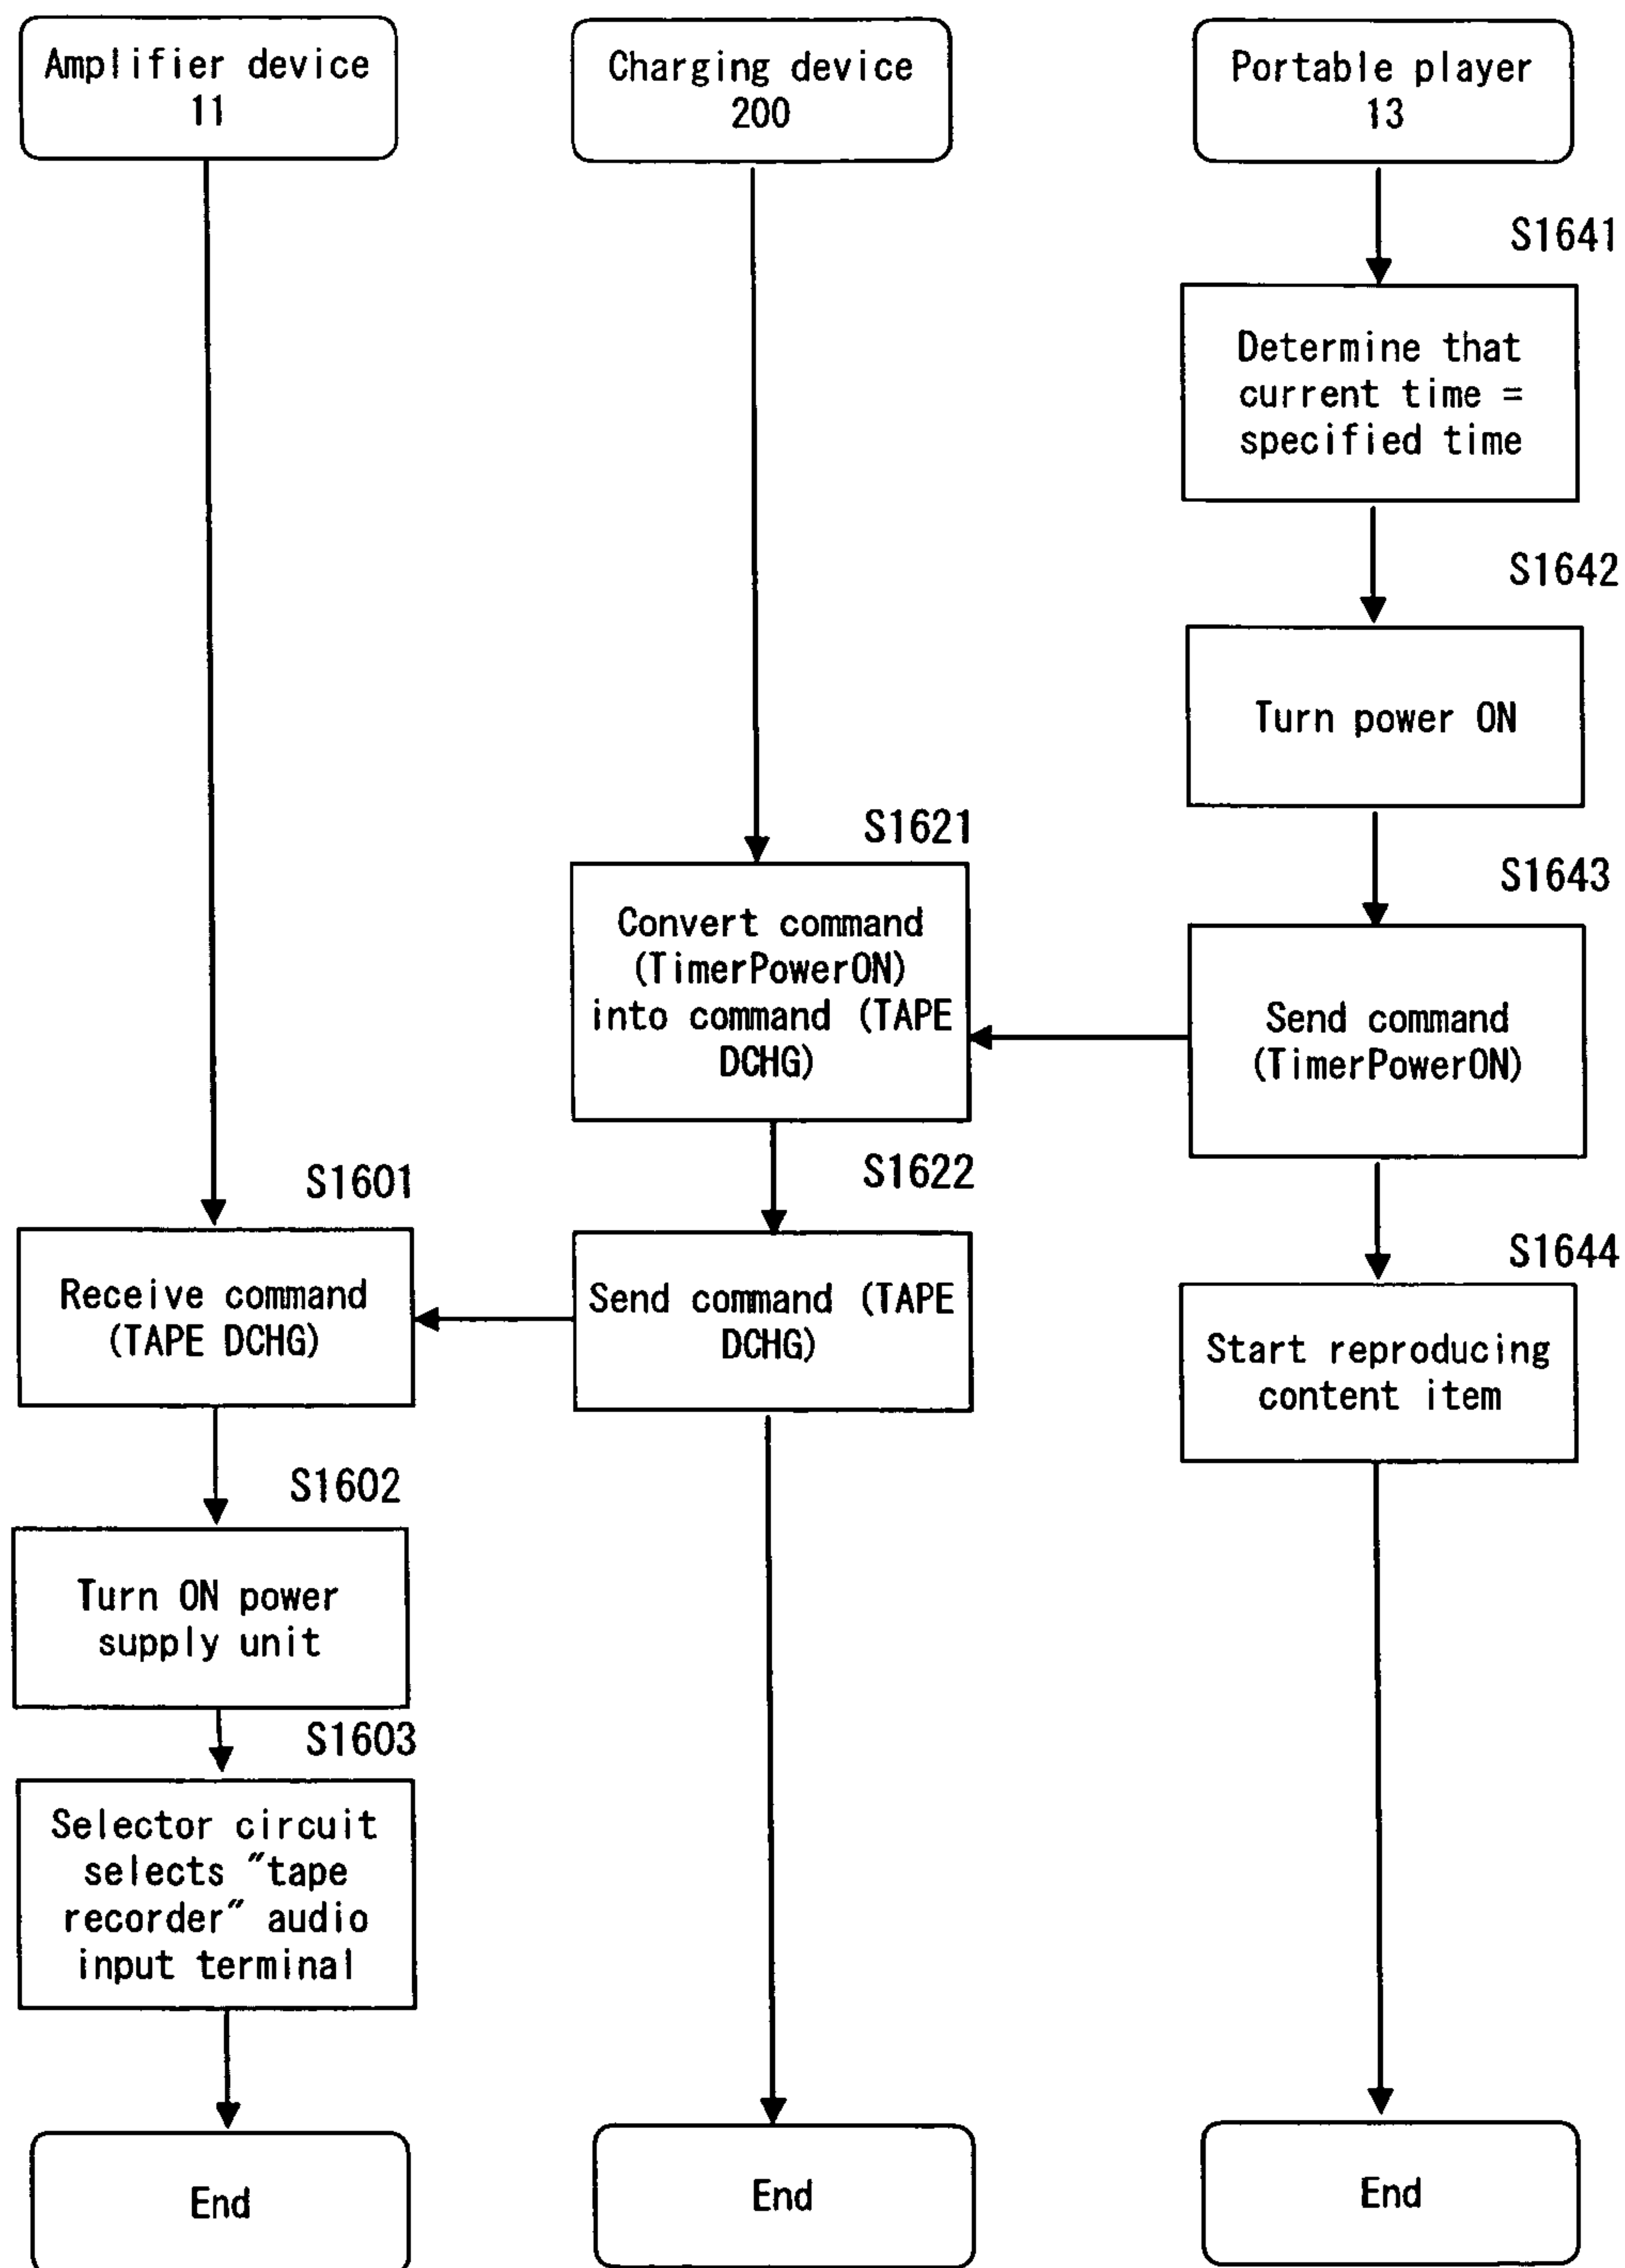 Amplifier device
11
Charging device
200
Portable player
13
S1641
Determine that
current time =
specified time
S1642
Turn power ON
S1643
Send command
(TimerPowerON)
S1621
Convert command
(TimerPowerON)
into command (TAPE
DCHG)
S1622
Send command (TAPE
DCHG)
S1644
Start reproducing
content item
S1601
Receive command
(TAPE DCHG)
S1602
Turn ON power
supply unit
S1603
Selector circuit
selects "tape
recorder" audio
input terminal
End
End
End